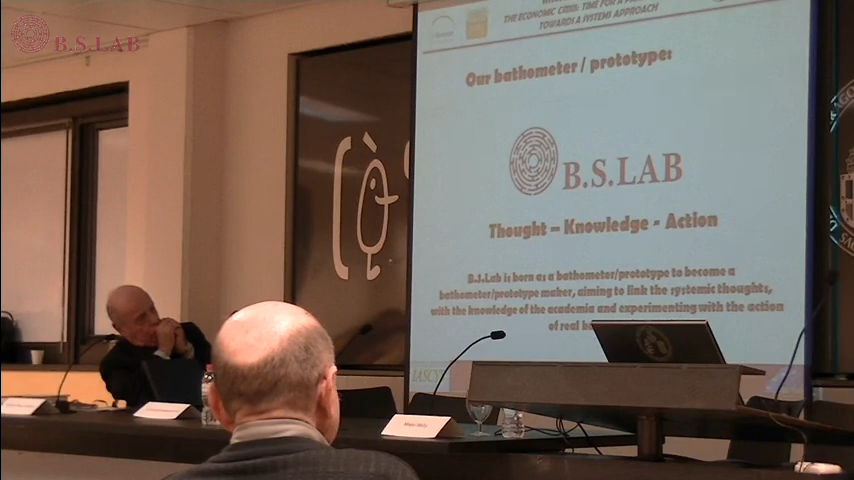 B.S.LAB
THE ECONOMIC CRISIS: TIME FOR A
TOWARDS A SYSTEMS APPROACH
Our bathometer / prototype:
B.S.LAB
Thought – Knowledge - Action
B.S.Lab is born as a bathometer/prototype to become a
bathometer/prototype maker, aiming to link the systemic thoughts,
with the knowledge of the academia and experimenting with the action
of real
IASCYS